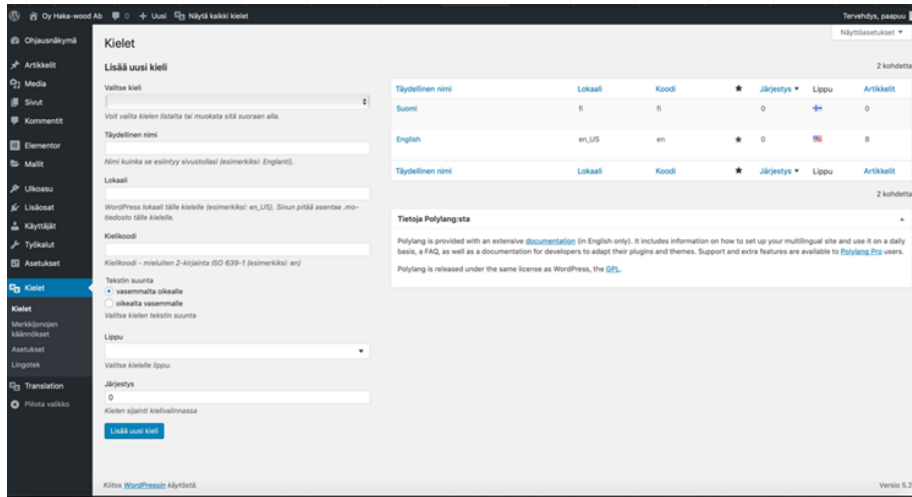 Oy Haka-wood Ab 0 + Uusi Näytä kaikki kielet
Tervehdys, paapuu
Näyttöasetukset ▼
Ohjausnäkymä
Artikkelit
Media
Sivut
Kommentit
Elementor
Mallit
Ulkoasu
Lisäosat
Käyttäjät
Työkalut
Asetukset
Kielet
Kielet
Merkkijonojen
käännökset
Asetukset
Lingotek
Translation
Piilota valikko
Kielet
Lisää uusi kieli
Valitse kieli
Voit valita kielen listalta tai muokata sitä suoraan alla.
Täydellinen nimi
Nimi kuinka se esiintyy sivustollasi (esimerkiksi: Englanti).
Lokaali
WordPress lokaali tälle kielelle (esimerkiksi: en_US). Sinun pitää asentaa .mo-
tiedosto tälle kielelle.
Kielikoodi
Kielikoodi - mieluiten 2-kirjainta ISO 639-1 (esimerkiksi: en)
Tekstin suunta
vasemmalta oikealle
oikealta vasemmalle
Valitse kielen tekstin suunta
Lippu
Valitse kielelle lippu.
Järjestys
0
Kielen sijainti kielivalinnassa
Lisää uusi kieli
2 kohdetta
Täydellinen nimi Lokaali Koodi ★ Järjestys ▼ Lippu Artikkelit
Suomi fi fi 0 0
English en_US en ★ 0 8
Täydellinen nimi Lokaali Koodi ★ Järjestys ▼ Lippu Artikkelit
2 kohdetta
Tietoja Polylang:sta
Polylang is provided with an extensive documentation (in English only). It includes information on how to set up your multilingual site and use it on a daily
basis, a FAQ, as well as a documentation for developers to adapt their plugins and themes. Support and extra features are available to Polylang Pro users.
Polylang is released under the same license as WordPress, the GPL.
Kiitos WordPressin käytöstä.
Versio 5.2